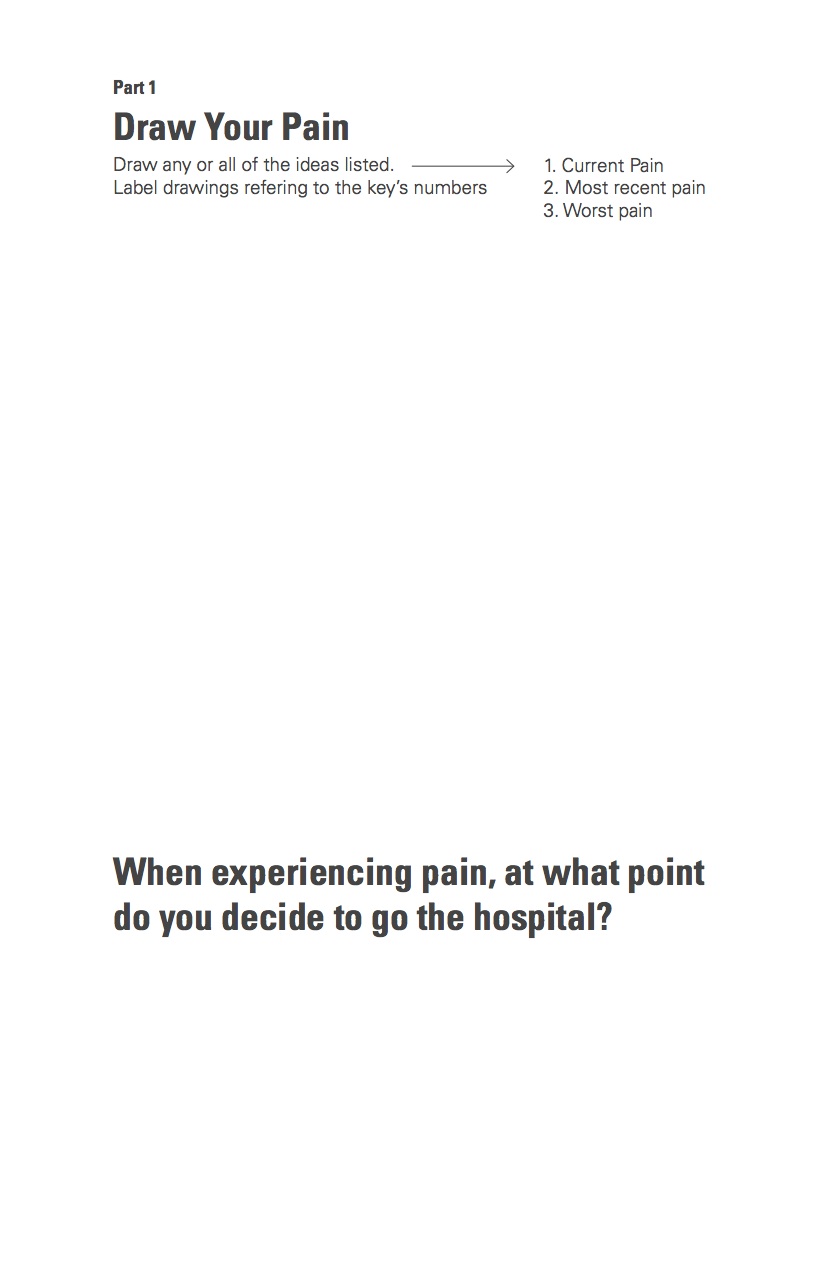 Part 1
Draw Your Pain
Draw any or all of the ideas listed.
Label drawings refering to the key's numbers
1. Current Pain
2. Most recent pain
3. Worst pain
When experiencing pain, at what point
do you decide to go the hospital?